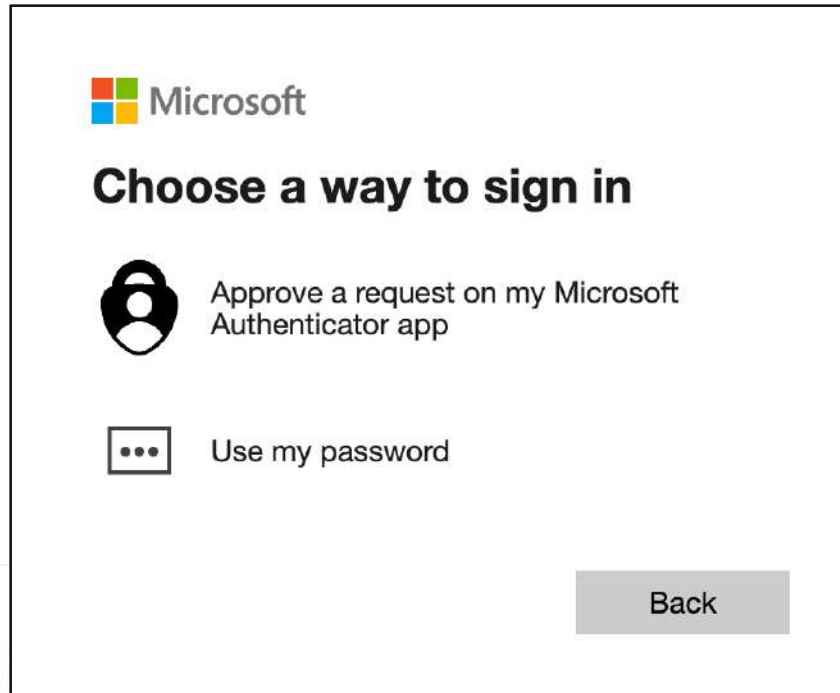 Microsoft
Choose a way to sign in
Approve a request on my Microsoft
Authenticator app
Use my password
Back